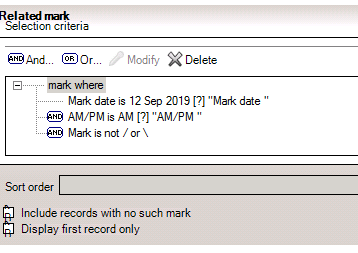 Related mark
Selection criteria
AND And... OR Or... Modify Delete
mark where
Mark date is 12 Sep 2019 [?] "Mark date "
AND AM/PM is AM [?] "AM/PM "
AND Mark is not / or \
Sort order
Include records with no such mark
Display first record only